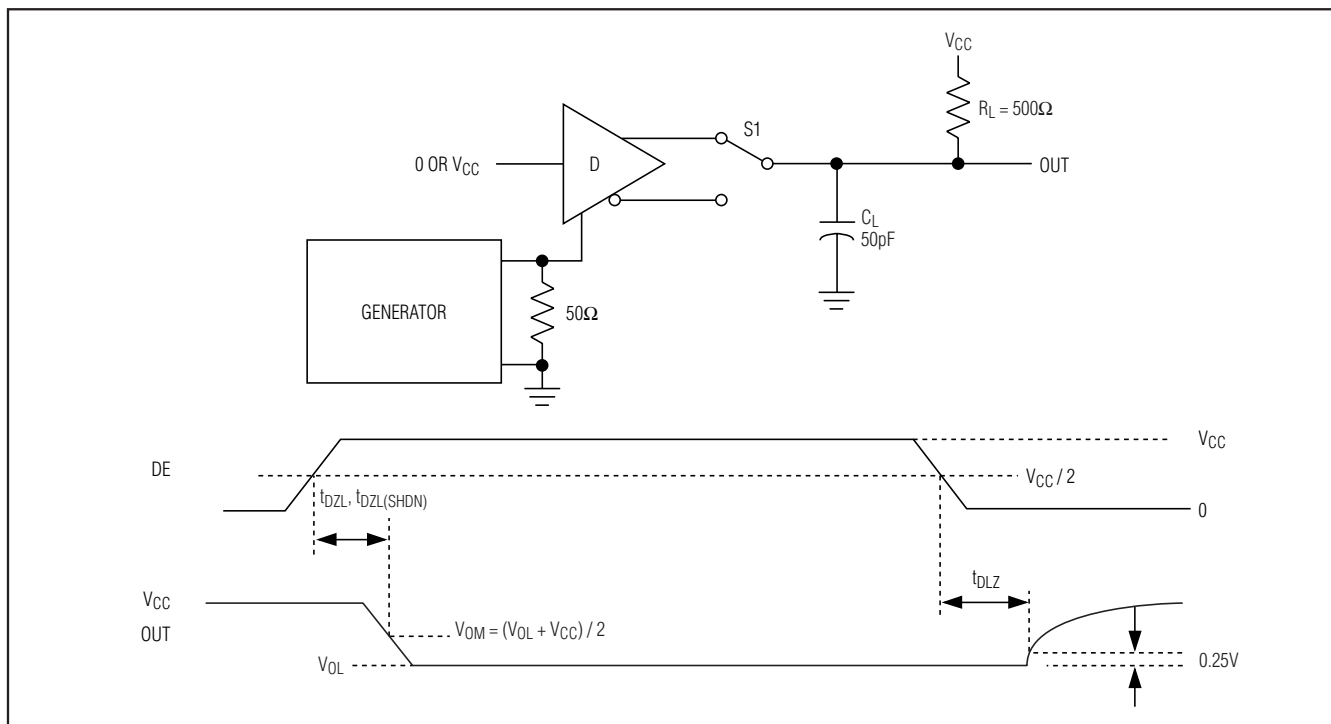 VCC
RL = 500Ω
S1
0 OR VCC
D
OUT
CL
50pF
GENERATOR
50Ω
VCC
DE
VCC / 2
tDZL, tDZL(SHDN)
0
tDLZ
VCC
OUT
VOM = (VOL + VCC) / 2
VOL
0.25V